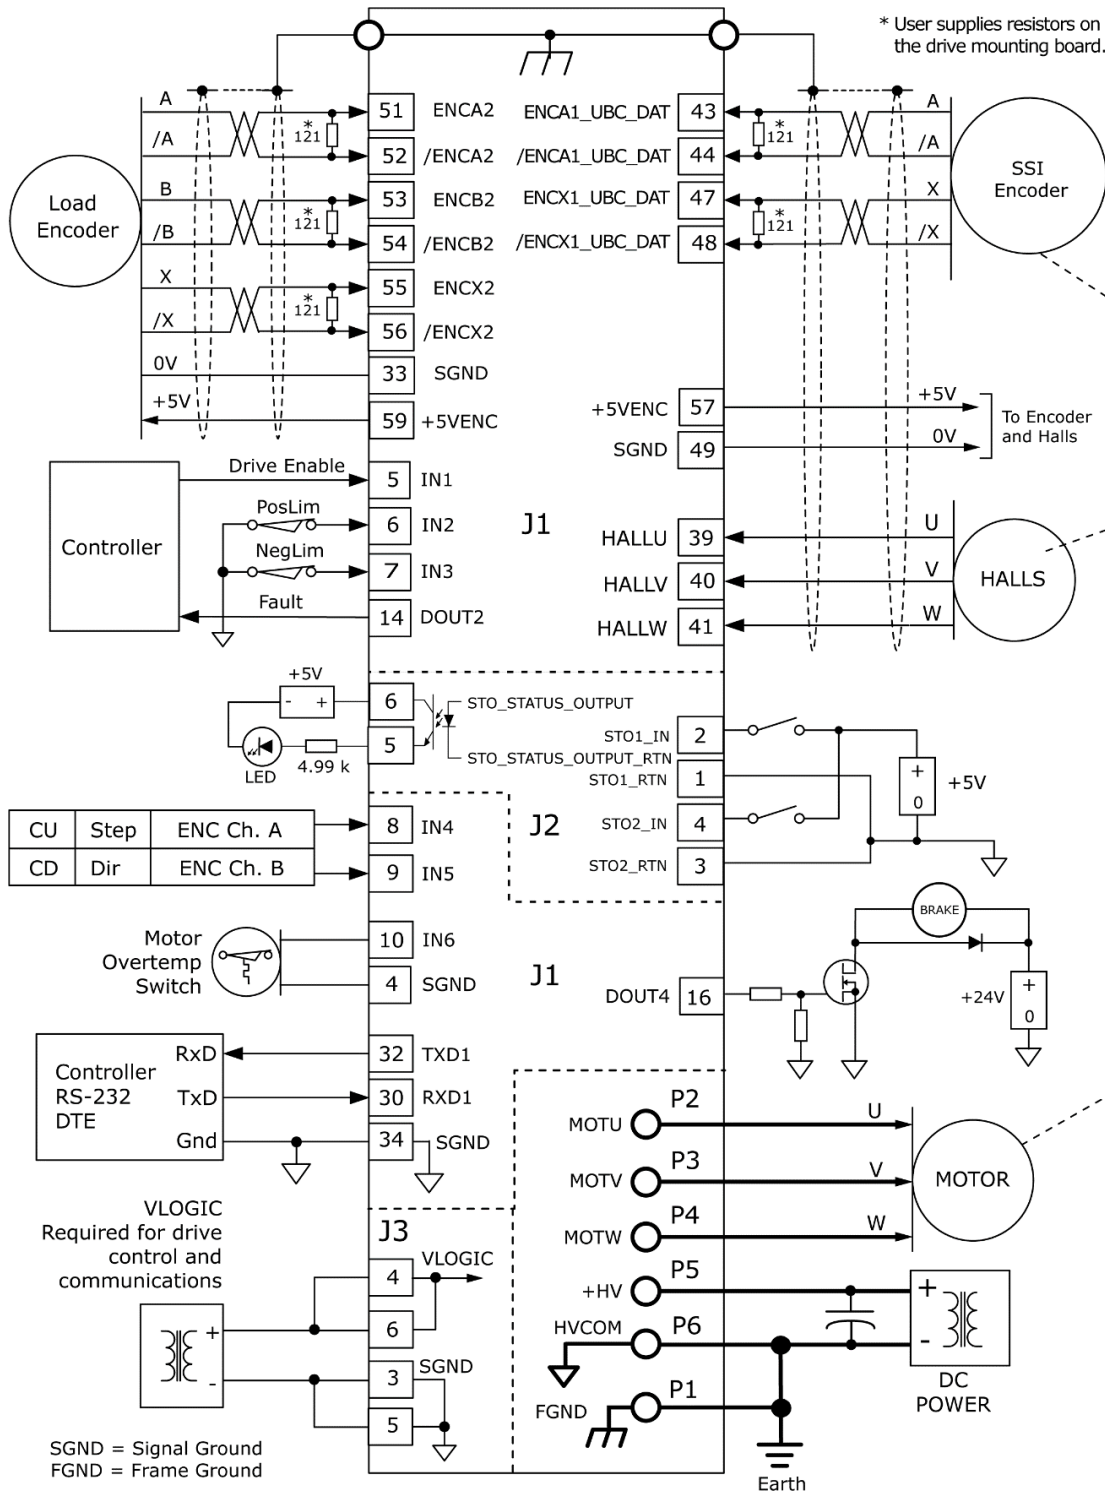 * User supplies resistors on
the drive mounting board.
A
51
ENCA2
*
121
/A
52
/ENCA2
Load
Encoder
B
53
ENCB2
*
121
/B
54
/ENCB2
X
55
ENCX2
*
121
/X
56
/ENCX2
0V
33
SGND
+5V
59
+5VENC
ENCA1_UBC_DAT
43
A
*
121
/ENCA1_UBC_DAT
44
/A
SSI
Encoder
ENCX1_UBC_DAT
47
X
*
121
/ENCX1_UBC_DAT
48
/X
+5VENC
57
+5V
SGND
49
0V
To Encoder
and Halls
Controller
Drive Enable
5
IN1
PosLim
6
IN2
NegLim
7
IN3
Fault
14
DOUT2
J1
HALLU
39
U
HALLV
40
V
HALLW
41
W
HALLS
+5V
- +
6
STO_STATUS_OUTPUT
5
STO_STATUS_OUTPUT_RTN
LED
4.99 k
STO1_IN
2
STO1_RTN
1
STO2_IN
4
STO2_RTN
3
+
0
+5V
J2
CU Step ENC Ch. A
8
IN4
CD Dir ENC Ch. B
9
IN5
Motor
Overtemp
Switch
10
IN6
4
SGND
J1
DOUT4
16
BRAKE
+24V
+
0
Controller
RS-232
DTE
RxD
32
TXD1
TxD
30
RXD1
Gnd
34
SGND
P2
MOTU
U
P3
MOTV
V
P4
MOTW
W
MOTOR
VLOGIC
Required for drive
control and
communications
J3
4
VLOGIC
+
6
-
3
SGND
5
P5
+HV
+
P6
HVCOM
-
DC
POWER
P1
FGND
Earth
SGND = Signal Ground
FGND = Frame Ground